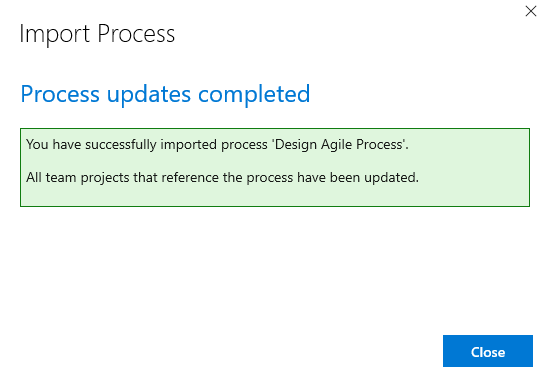 Import Process
Process updates completed
You have successfully imported process 'Design Agile Process'.
All team projects that reference the process have been updated.
Close